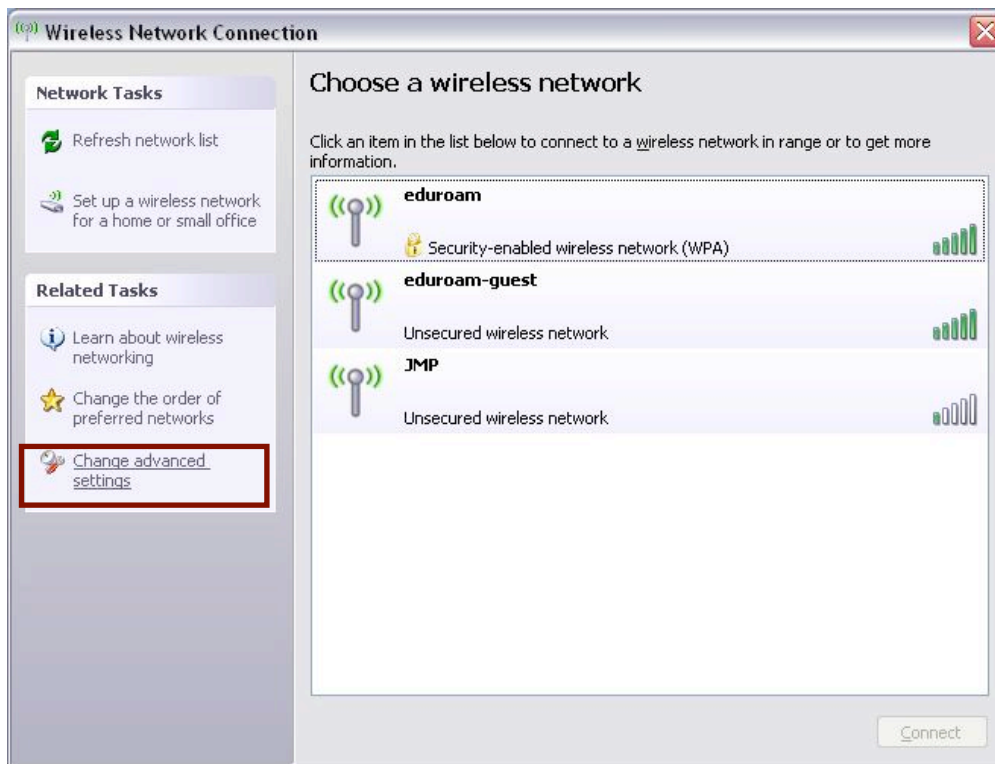 Wireless Network Connection
Network Tasks
Refresh network list
Set up a wireless network
for a home or small office
Related Tasks
Learn about wireless
networking
Change the order of
preferred networks
Change advanced
settings
Choose a wireless network
Click an item in the list below to connect to a wireless network in range or to get more
information.
eduroam
Security-enabled wireless network (WPA)
eduroam-guest
Unsecured wireless network
JMP
Unsecured wireless network
Connect